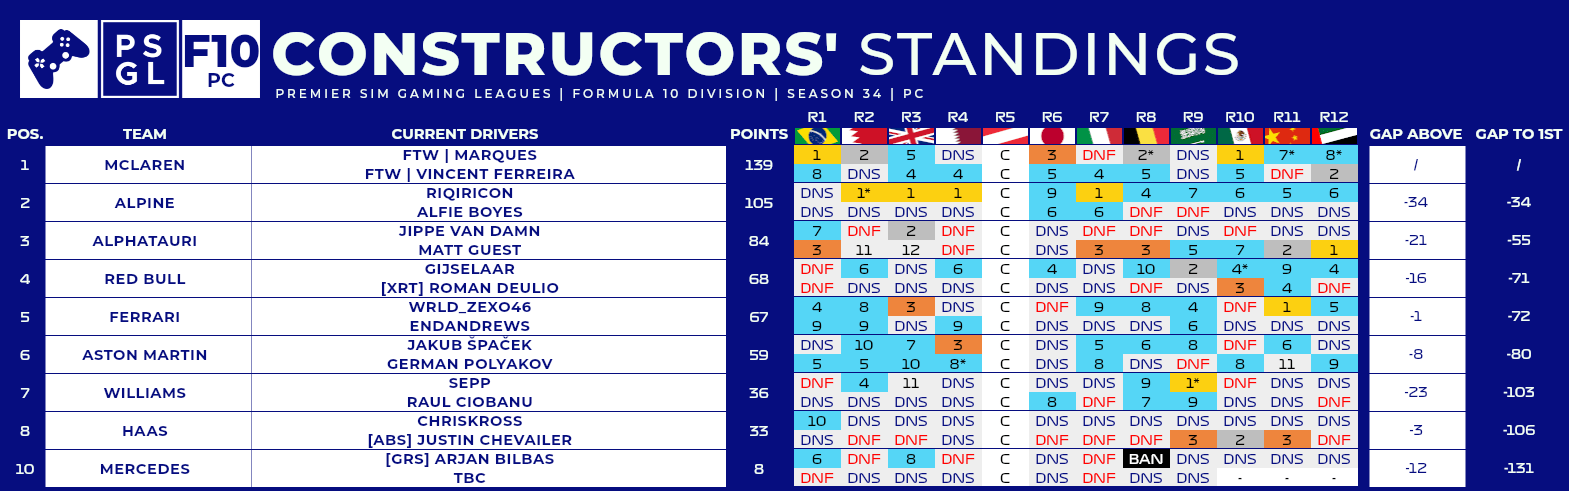 PS
GL
F10
PC
CONSTRUCTORS' STANDINGS
PREMIER SIM GAMING LEAGUES | FORMULA 10 DIVISION | SEASON 34 | PC
R1 R2 R3 R4 R5 R6 R7 R8 R9 R10 R11 R12
POS. TEAM CURRENT DRIVERS POINTS GAP ABOVE GAP TO 1ST
FTW | MARQUES 1 2 5 DNS C 3 DNF 2* DNS 1 7* 8*
1 MCLAREN 139 / /
FTW | VINCENT FERREIRA 8 DNS 4 4 C 5 4 5 DNS 5 DNF 2
RIQIRICON DNS 1* 1 1 C 9 1 4 7 6 5 6
2 ALPINE 105 -34 -34
ALFIE BOYES DNS DNS DNS DNS C 6 6 DNF DNF DNS DNS DNS
JIPPE VAN DAMN 7 DNF 2 DNF C DNS DNF DNF DNS DNF DNS DNS
3 ALPHATAURI 84 -21 -55
MATT GUEST 3 11 12 DNF C DNS 3 3 5 7 2 1
GIJSELAAR DNF 6 DNS 6 C 4 DNS 10 2 4* 9 4
4 RED BULL 68 -16 -71
[XRT] ROMAN DEULIO DNF DNS DNS DNS C DNS DNS DNF DNS 3 4 DNF
WRLD_ZEXO46 4 8 3 DNS C DNF 9 8 4 DNF 1 5
5 FERRARI 67 -1 -72
ENDANDREWS 9 9 DNS 9 C DNS DNS DNS 6 DNS DNS DNS
JAKUB ŠPAČEK DNS 10 7 3 C DNS 5 6 8 DNF 6 DNS
6 ASTON MARTIN 59 -8 -80
GERMAN POLYAKOV 5 5 10 8* C DNS 8 DNS DNF 8 11 9
SEPP DNF 4 11 DNS C DNS DNS 9 1* DNF DNS DNS
7 WILLIAMS 36 -23 -103
RAUL CIOBANU DNS DNS DNS DNS C 8 DNF 7 9 DNS DNS DNF
CHRISKROSS 10 DNS DNS DNS C DNS DNS DNS DNS DNS DNS DNS
8 HAAS 33 -3 -106
[ABS] JUSTIN CHEVAILER DNS DNF DNF DNS C DNF DNF DNF 3 2 3 DNF
[GRS] ARJAN BILBAS 6 DNF 8 DNF C DNS DNF BAN DNS DNS DNS DNS
10 MERCEDES 8 -12 -131
TBC DNF DNS DNS DNS C DNS DNS DNS DNS - - -